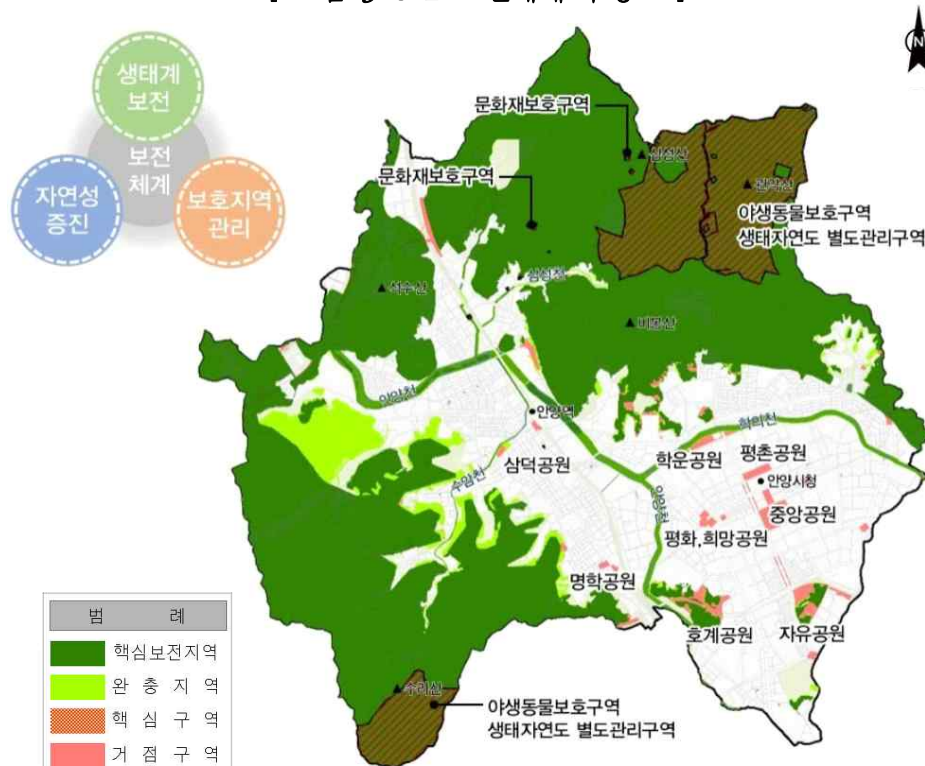 생태계
보전
보전
체계
자연성
증진
보호지역
관리
N
문화재보호구역
삼성산
관악산
문화재보호구역
야생동물보호구역
생태자연도 별도관리구역
삼성천
석수산
비봉산
안양천
안양역
학의천
삼덕공원
학운공원
평촌공원
수암천
안양시청
안양천
중앙공원
평화,희망공원
명학공원
호계공원
자유공원
범 례
핵심보전지역
완 충 지 역
핵 심 구 역
거 점 구 역
수리산
야생동물보호구역
생태자연도 별도관리구역